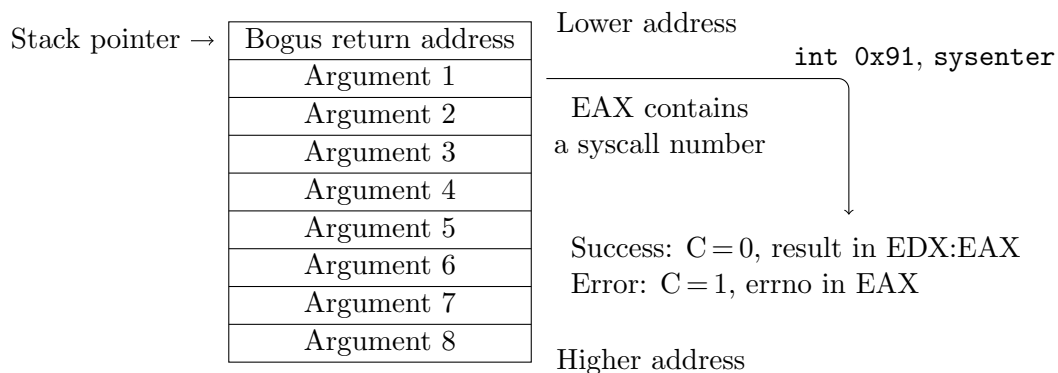 Stack pointer →
Bogus return address
Argument 1
Argument 2
Argument 3
Argument 4
Argument 5
Argument 6
Argument 7
Argument 8
Lower address
int 0x91, sysenter
EAX contains
a syscall number
Success: C = 0, result in EDX:EAX
Error: C = 1, errno in EAX
Higher address